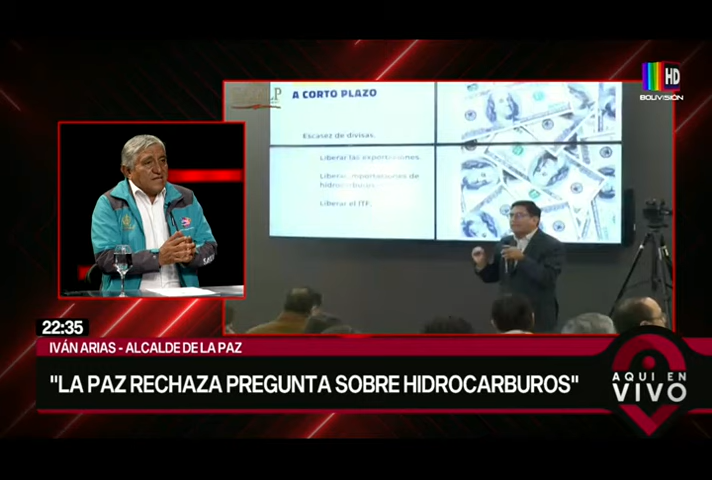 A CORTO PLAZO
HD
BOLIVISIÓN
Escasez de divisas.
Liberar las exportaciones.
Liberar importaciones de
hidrocarburos
Liberar el ITF.
22:35
IVÁN ARIAS - ALCALDE DE LA PAZ
"LA PAZ RECHAZA PREGUNTA SOBRE HIDROCARBUROS"
AQUI EN
VIVO